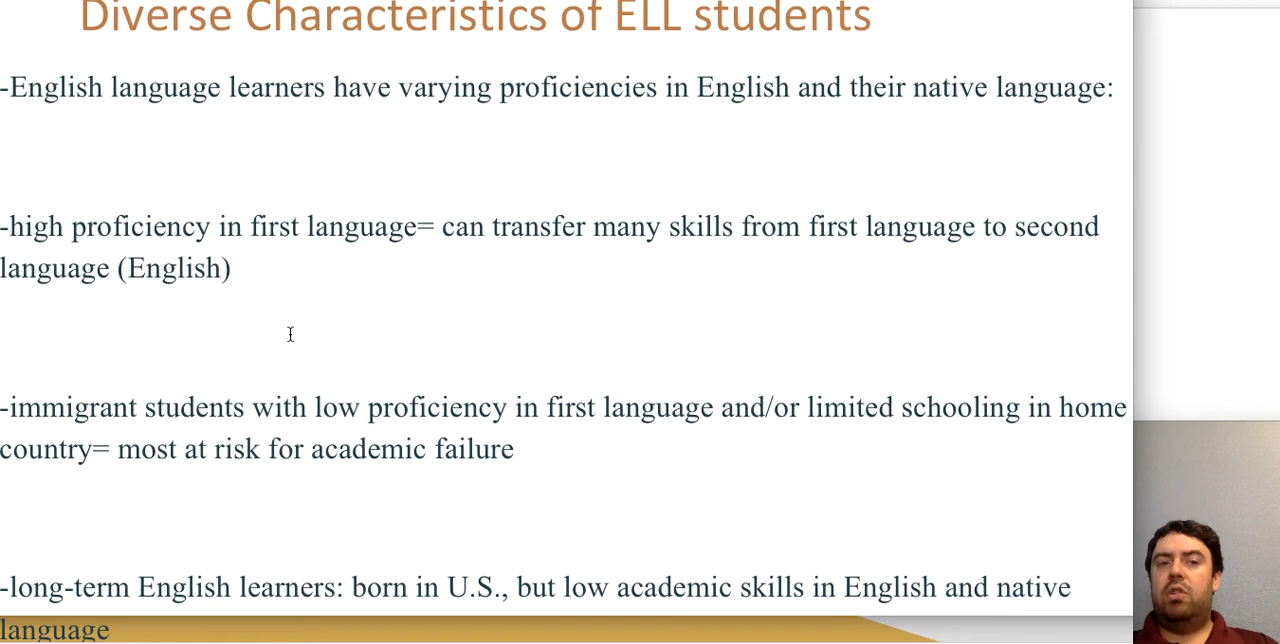 Diverse Characteristics of ELL students
-English language learners have varying proficiencies in English and their native language:
-high proficiency in first language= can transfer many skills from first language to second
language (English)
-immigrant students with low proficiency in first language and/or limited schooling in home
country= most at risk for academic failure
-long-term English learners: born in U.S., but low academic skills in English and native
language